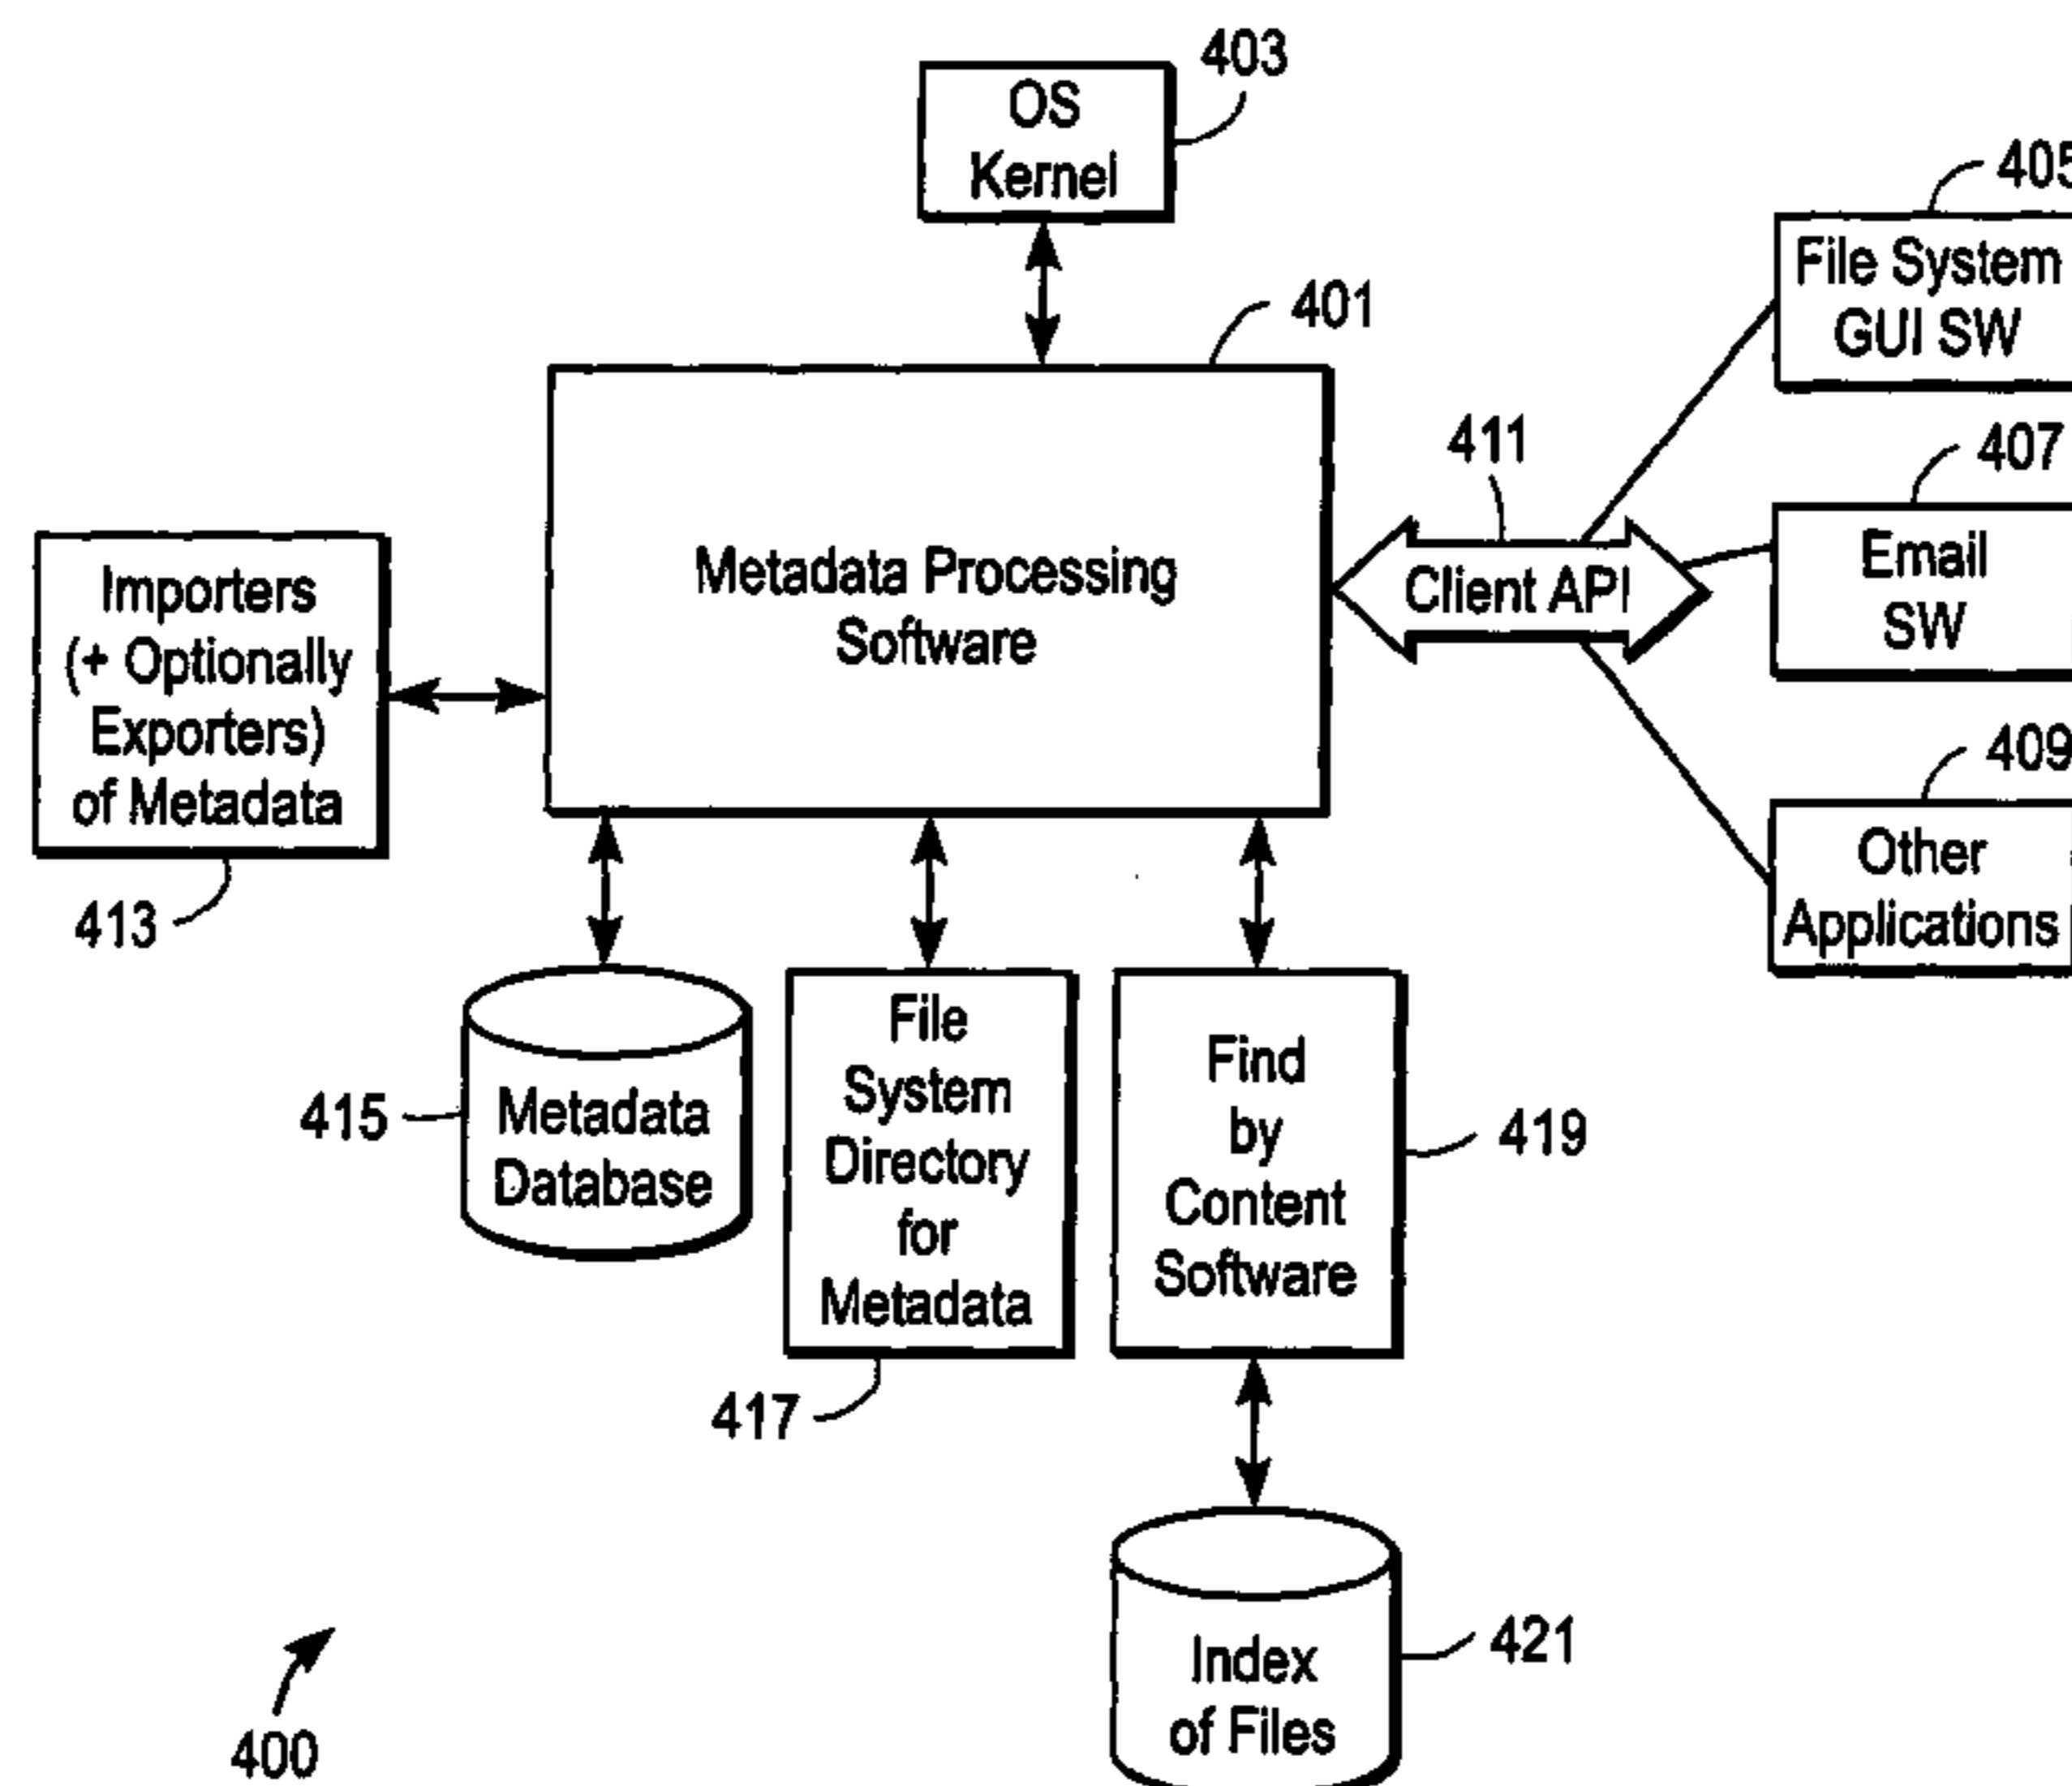 403
OS
Kernel
405
File System
GUI SW
401
411
407
Email
SW
Client API
Metadata Processing
Software
Importers
(+ Optionally
Exporters)
of Metadata
413
409
Other
Applications
415
Metadata
Database
File
System
Directory
for
Metadata
417
Find
by
Content
Software
419
421
Index
of Files
400